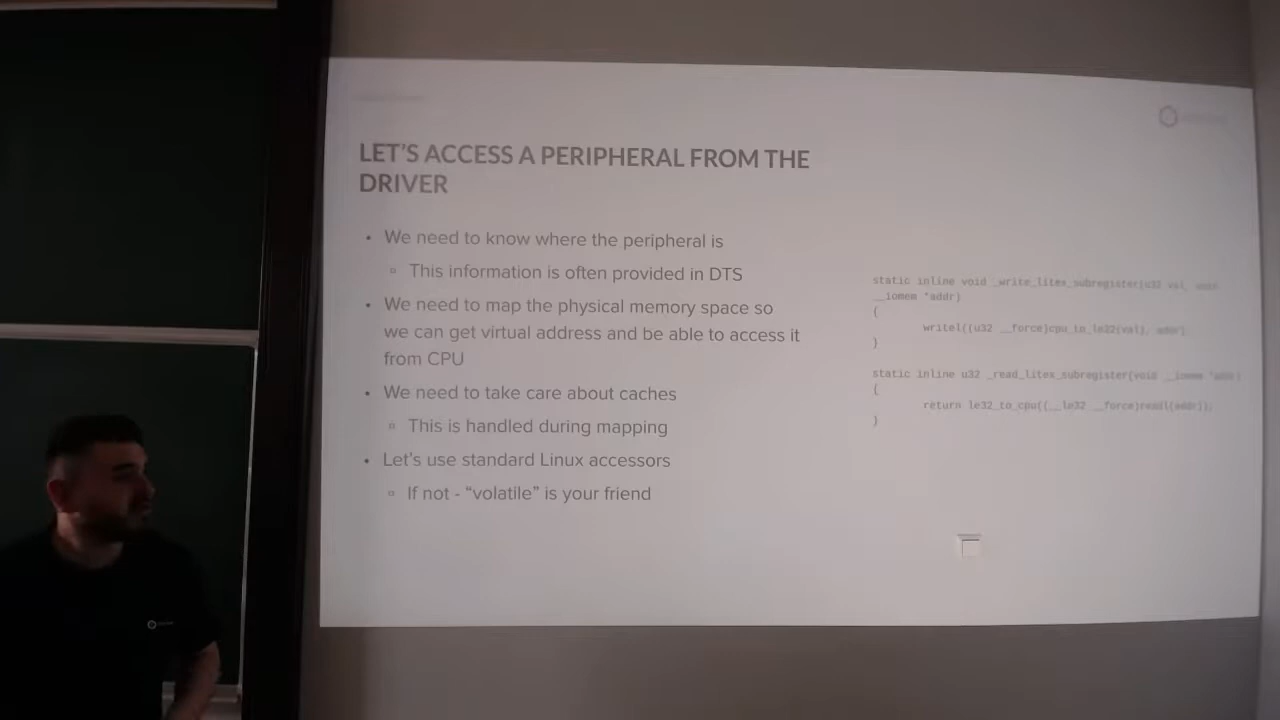 LET'S ACCESS A PERIPHERAL FROM THE
DRIVER
• We need to know where the peripheral is
▫ This information is often provided in DTS
• We need to map the physical memory space so
we can get virtual address and be able to access it
from CPU
• We need to take care about caches
▫ This is handled during mapping
• Let's use standard Linux accessors
▫ If not - “volatile” is your friend
static inline void _write_litex_subregister(u32 val, void
__iomem *addr)
{
writel((u32 __force)cpu_to_le32(val), addr);
}
static inline u32 _read_litex_subregister(void __iomem *addr)
{
return le32_to_cpu((__le32 __force)readl(addr));
}